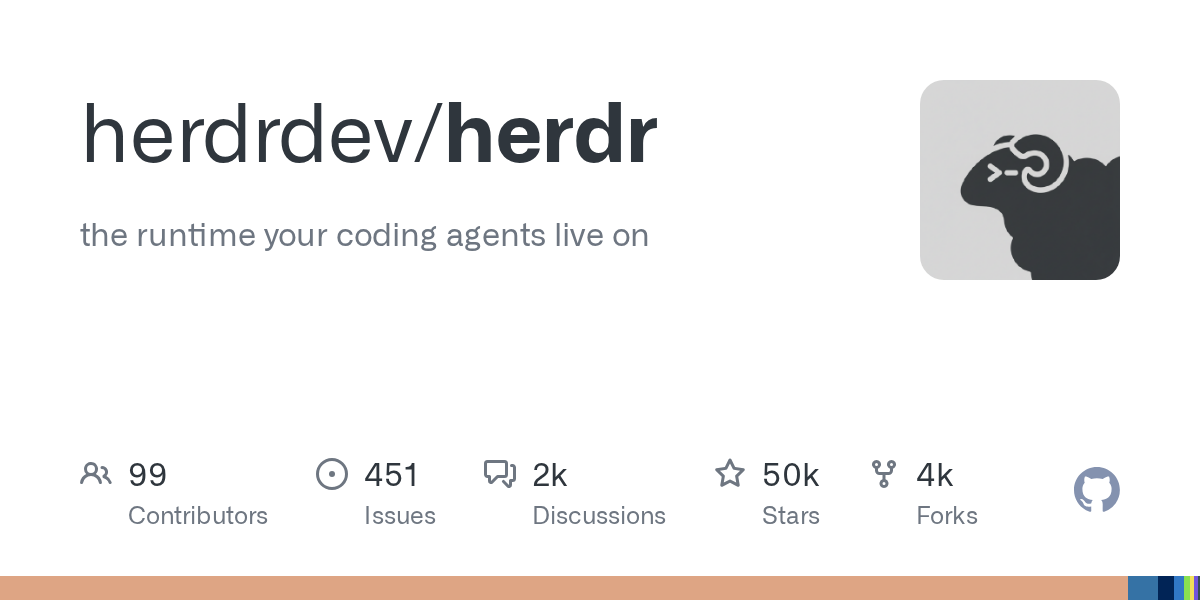 herdrdev/herdr
the runtime your coding agents live on
99 451 2k 50k 4k
Contributors Issues Discussions Stars Forks